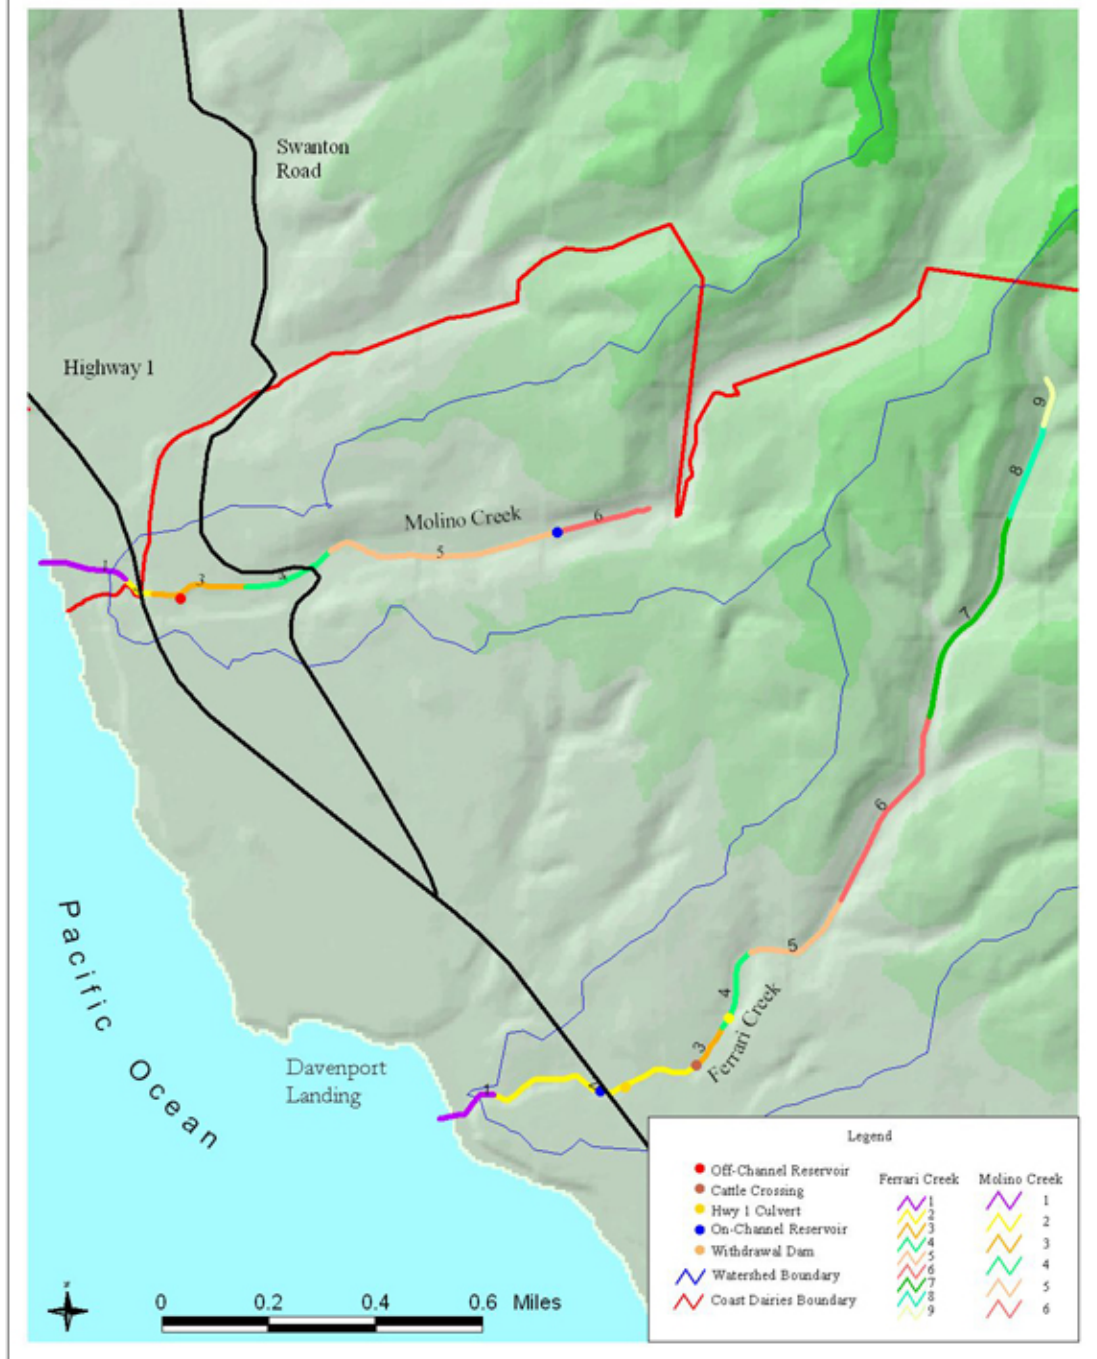 Swanton
Road
Highway 1
Molino Creek
1
3
4
5
6
9
8
7
6
5
4
3
Ferrari Creek
2
1
Pacific Ocean
Davenport
Landing
N
0 0.2 0.4 0.6 Miles
Legend
Off-Channel Reservoir
Cattle Crossing
Hwy 1 Culvert
On-Channel Reservoir
Withdrawal Dam
Watershed Boundary
Coast Dairies Boundary
Ferrari Creek
1
2
3
4
5
6
7
8
9
Molino Creek
1
2
3
4
5
6